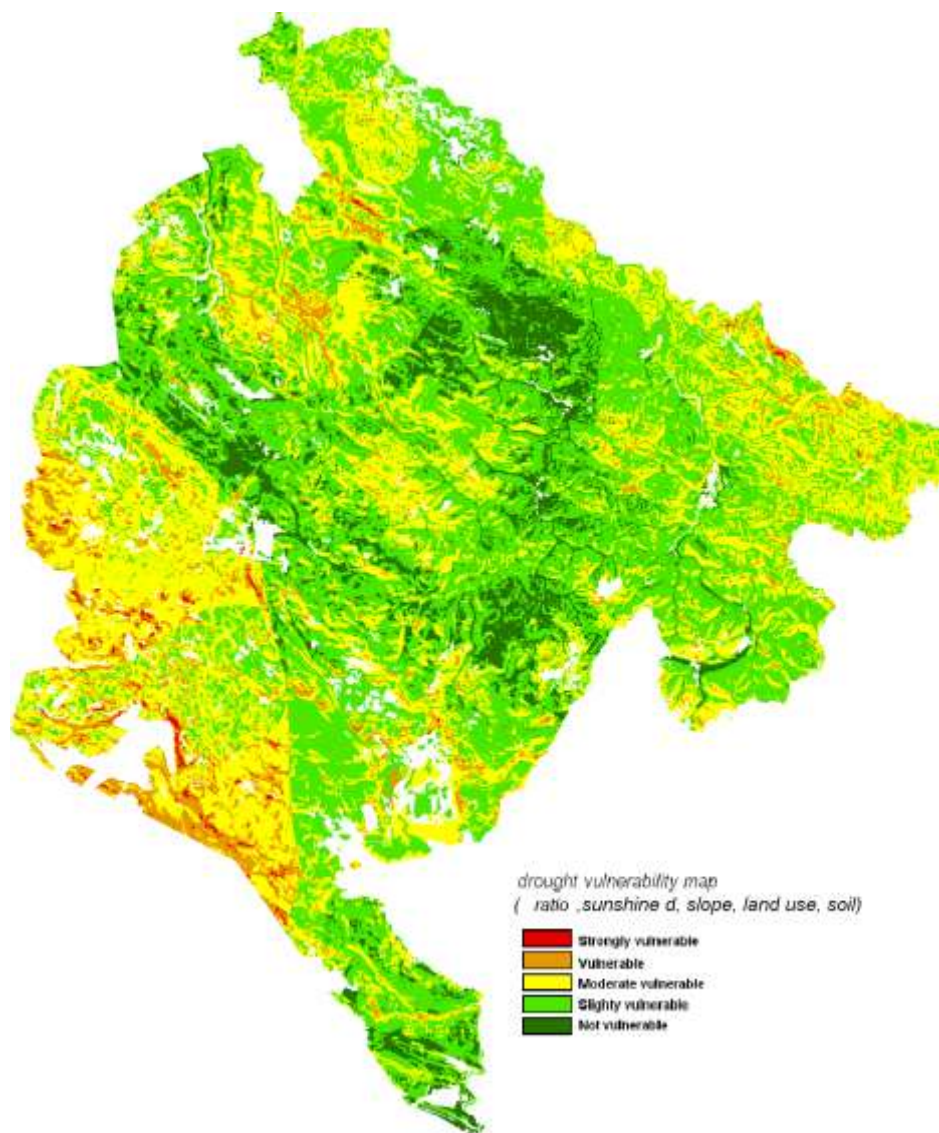 drought vulnerability map
( ratio ,sunshine d, slope, land use, soil)
Strongly vulnerable
Vulnerable
Moderate vulnerable
Slighty vulnerable
Not vulnerable